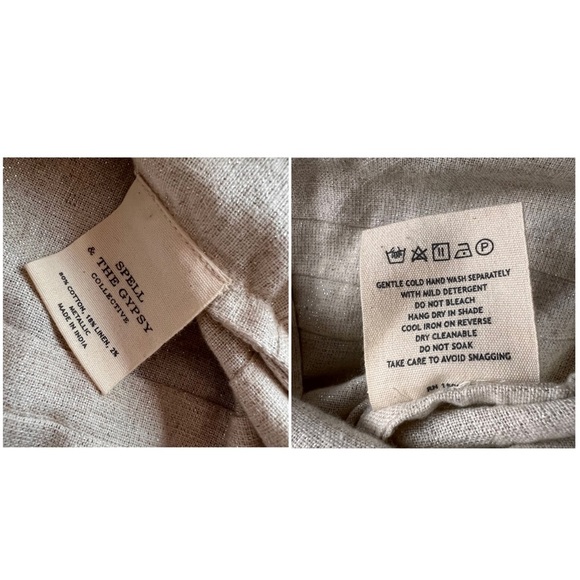 SPELL
& THE GYPSY
COLLECTIVE
80% COTTON, 18% LINEN, 2%
METALLIC
MADE IN INDIA
P
GENTLE COLD HAND WASH SEPARATELY
WITH MILD DETERGENT
DO NOT BLEACH
HANG DRY IN SHADE
COOL IRON ON REVERSE
DRY CLEANABLE
DO NOT SOAK
TAKE CARE TO AVOID SNAGGING
RN